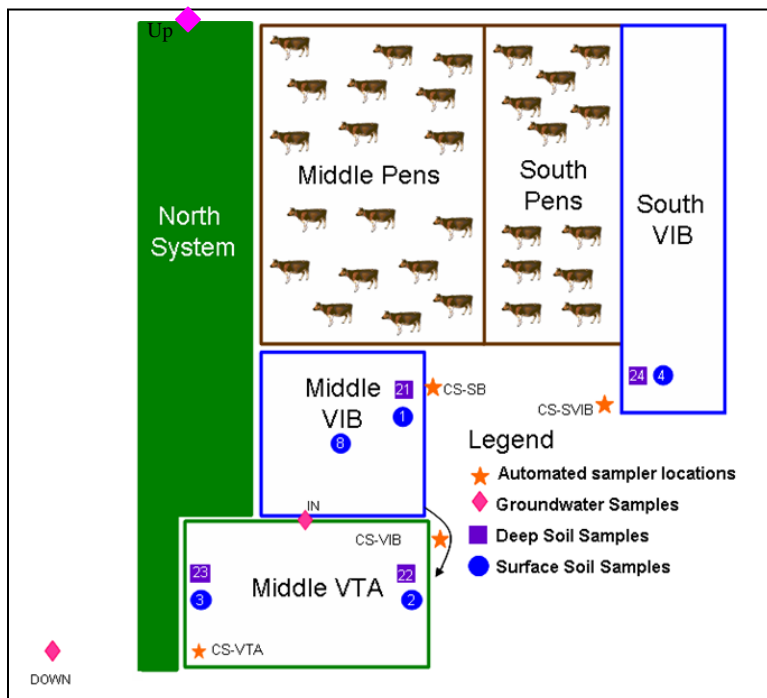 Up
Middle Pens
South
Pens
South
VIB
North
System
24
4
Middle
VIB
21
CS-SB
1
CS-SVIB
8
Legend
Automated sampler locations
Groundwater Samples
Deep Soil Samples
Surface Soil Samples
IN
CS-VIB
23
22
Middle VTA
3
2
CS-VTA
DOWN